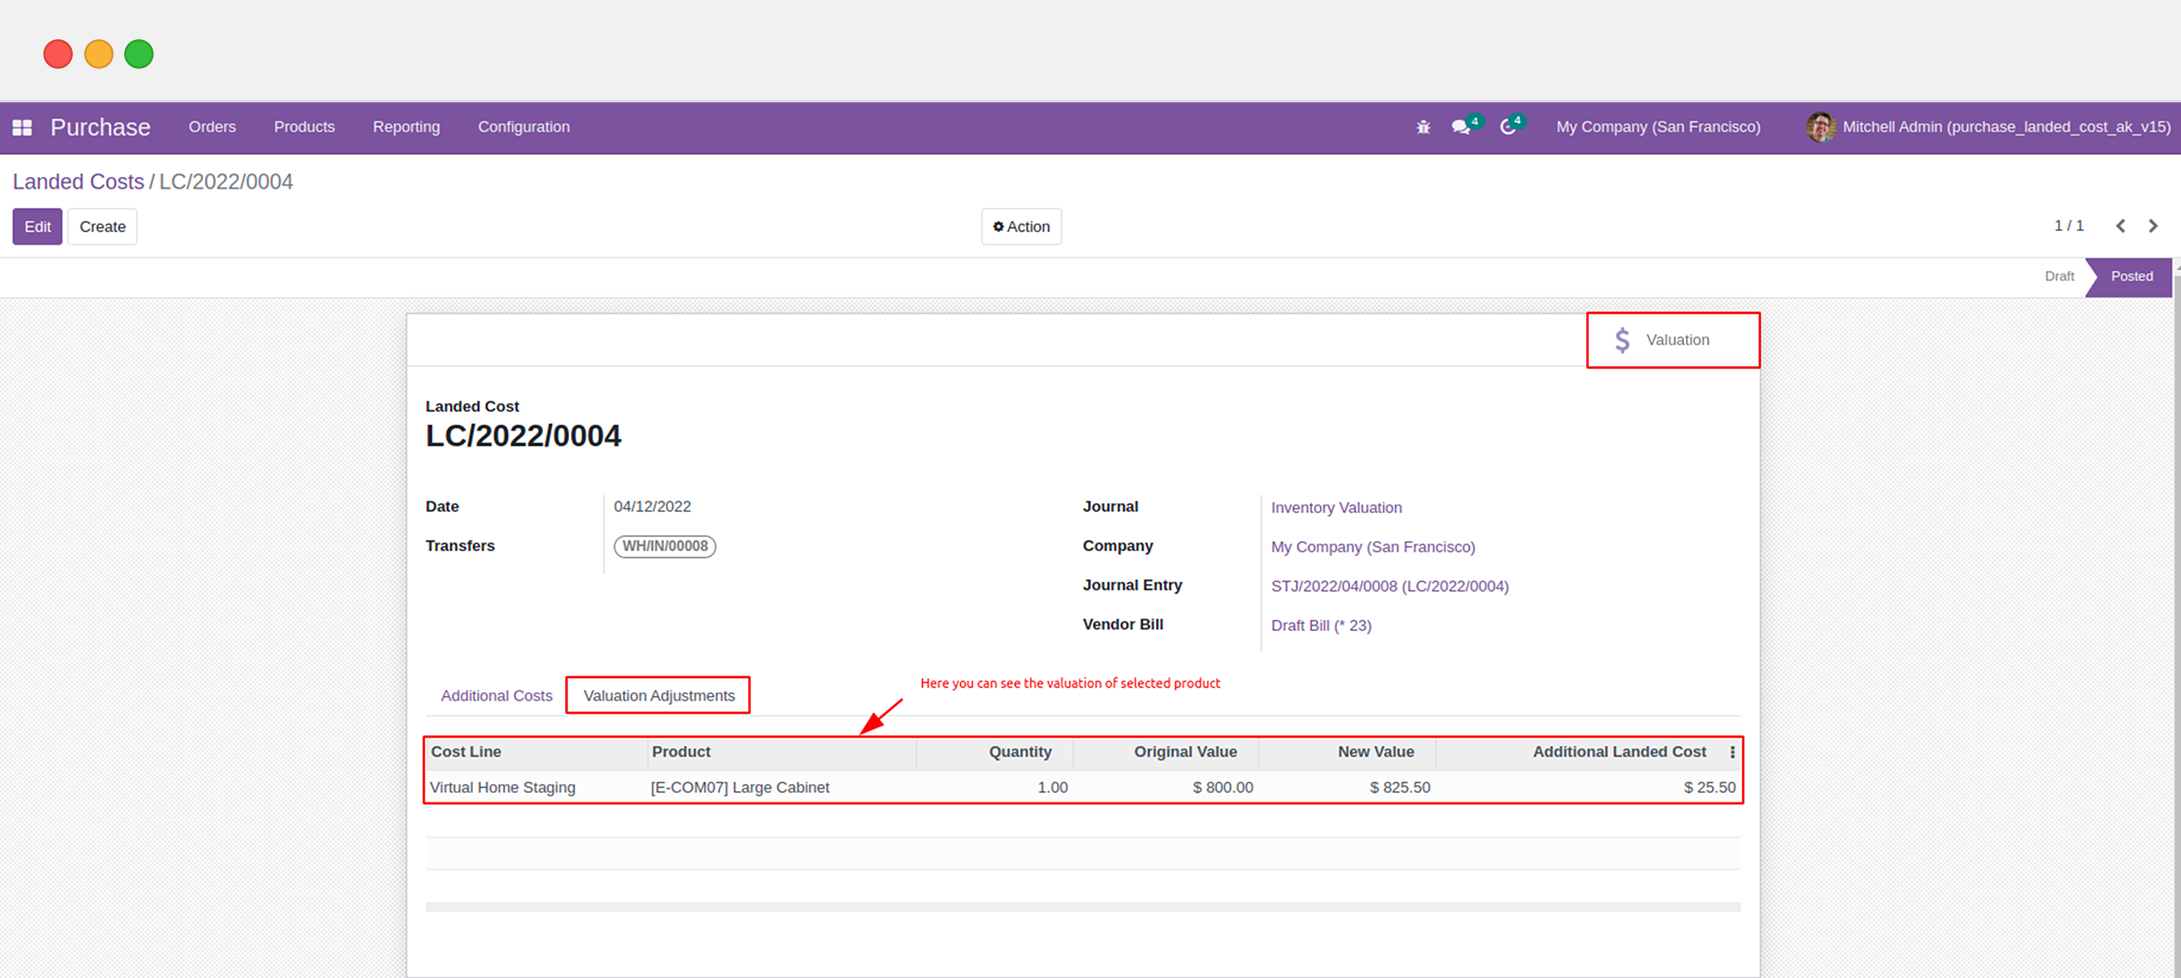 Purchase Orders Products Reporting Configuration 4 4 My Company (San Francisco) Mitchell Admin (purchase_landed_cost_ak_v15)
Landed Costs / LC/2022/0004
Edit Create Action 1 / 1
Draft Posted
$ Valuation
Landed Cost
LC/2022/0004
Date 04/12/2022
Transfers WH/IN/00008
Journal Inventory Valuation
Company My Company (San Francisco)
Journal Entry STJ/2022/04/0008 (LC/2022/0004)
Vendor Bill Draft Bill (* 23)
Here you can see the valuation of selected product
Additional Costs Valuation Adjustments
Cost Line Product Quantity Original Value New Value Additional Landed Cost
Virtual Home Staging [E-COM07] Large Cabinet 1.00 $ 800.00 $ 825.50 $ 25.50